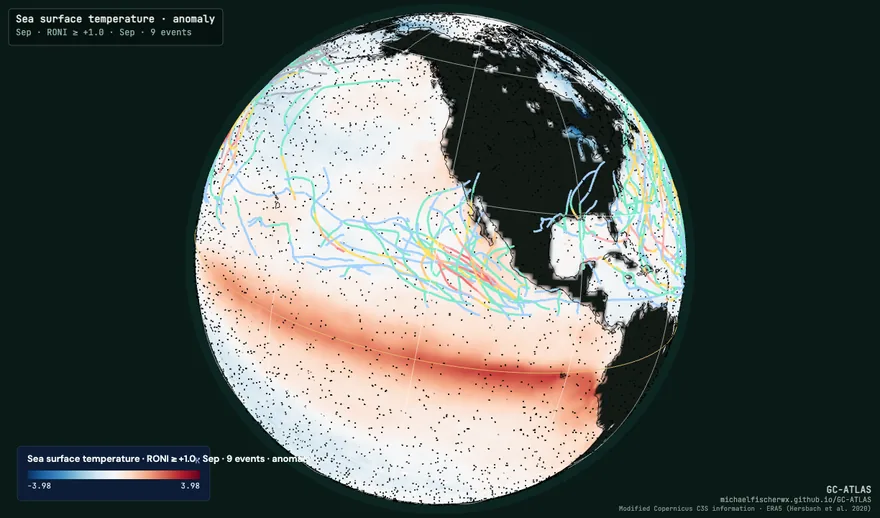 Sea surface temperature · anomaly
Sep · RONI ≥ +1.0 · Sep · 9 events
Sea surface temperature · RONI ≥ +1.0 · Sep · 9 events · anoma
-3.98
3.98
GC-ATLAS
michaelfischerwx.github.io/GC-ATLAS
Modified Copernicus C3S information · ERA5 (Hersbach et al. 2020)